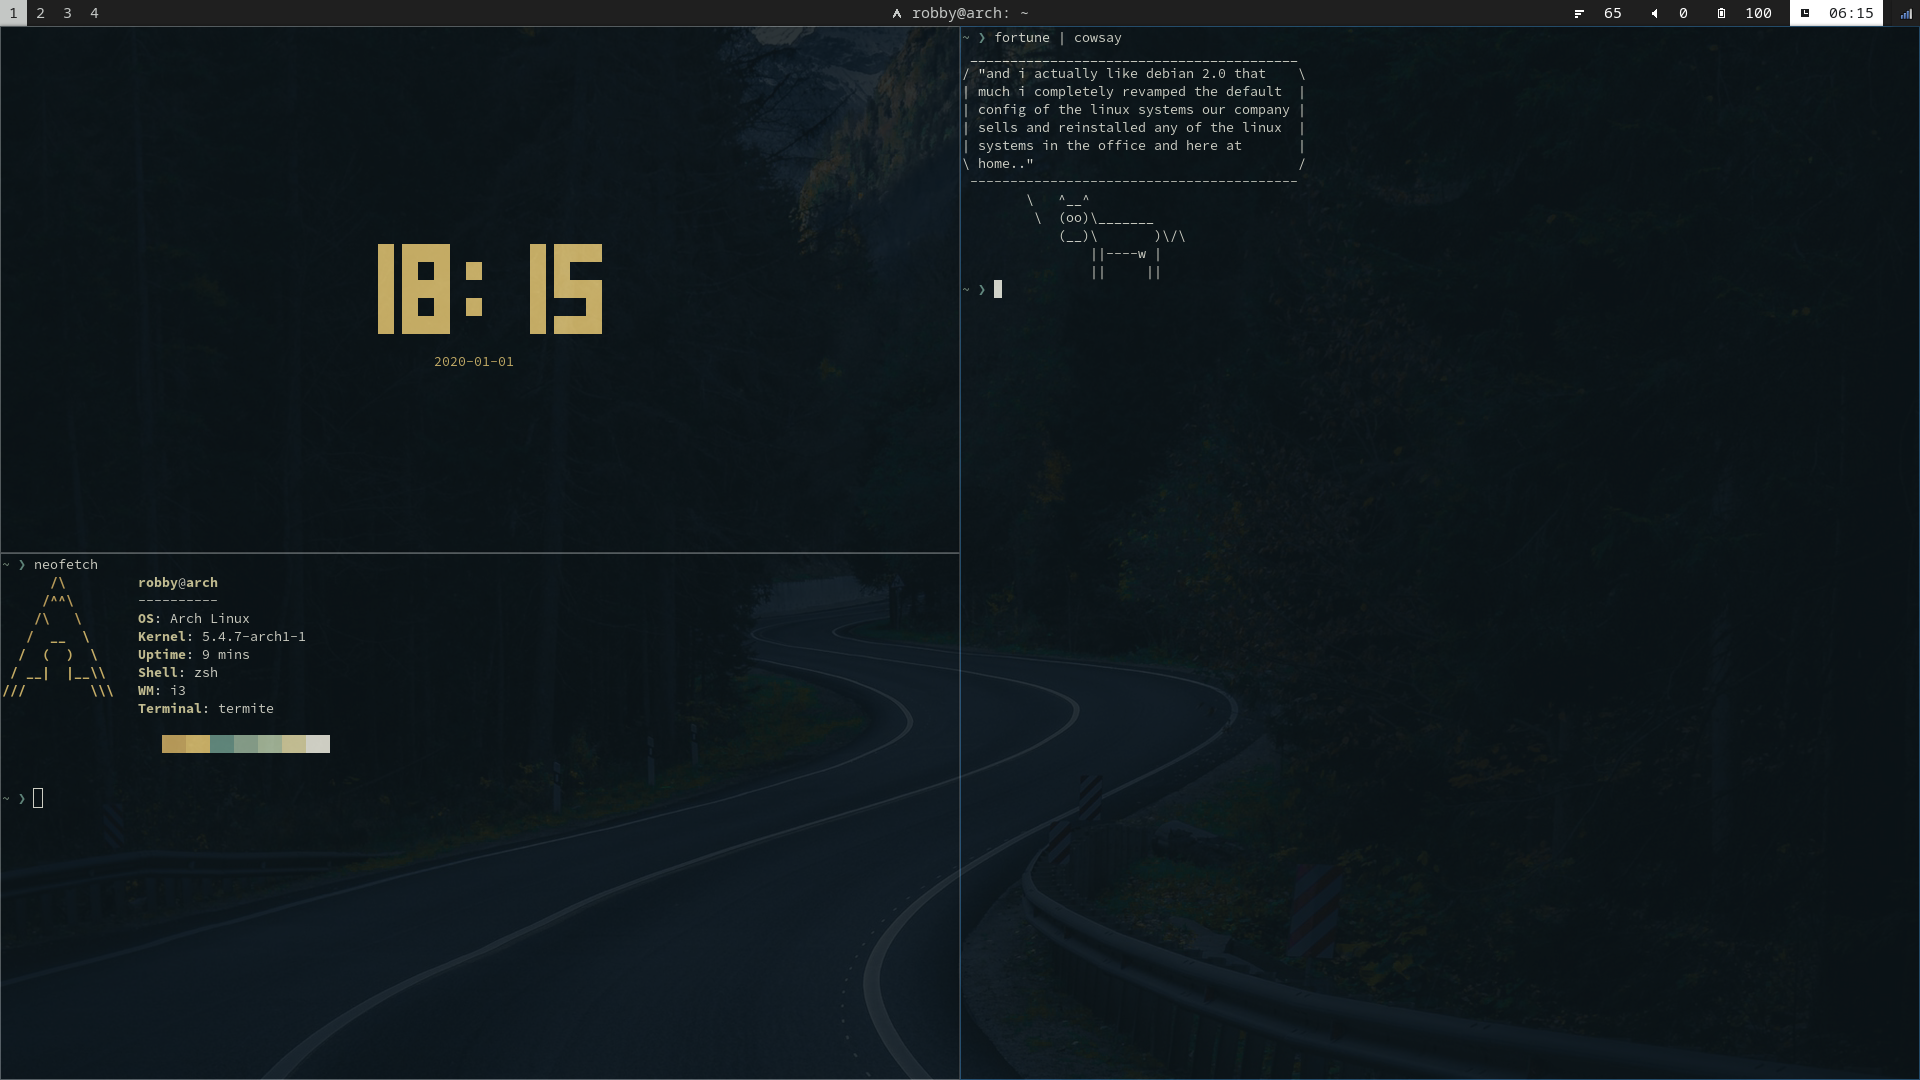 1 2 3 4 robby@arch: ~ 65 0 100 06:15
18:15
2020-01-01
~ ❯ neofetch
       /\         robby@arch
      /^^\        ----------
     /\   \       OS: Arch Linux
    /  __  \      Kernel: 5.4.7-arch1-1
   /  (  )  \     Uptime: 9 mins
  / __|  |__\\    Shell: zsh
 ///        \\\   WM: i3
                  Terminal: termite
~ ❯
~ ❯ fortune | cowsay
 _________________________________________
/ "and i actually like debian 2.0 that    \
| much i completely revamped the default  |
| config of the linux systems our company |
| sells and reinstalled any of the linux  |
| systems in the office and here at       |
\ home.."                                 /
 -----------------------------------------
        \   ^__^
         \  (oo)\_______
            (__)\       )\/\
                ||----w |
                ||     ||
~ ❯